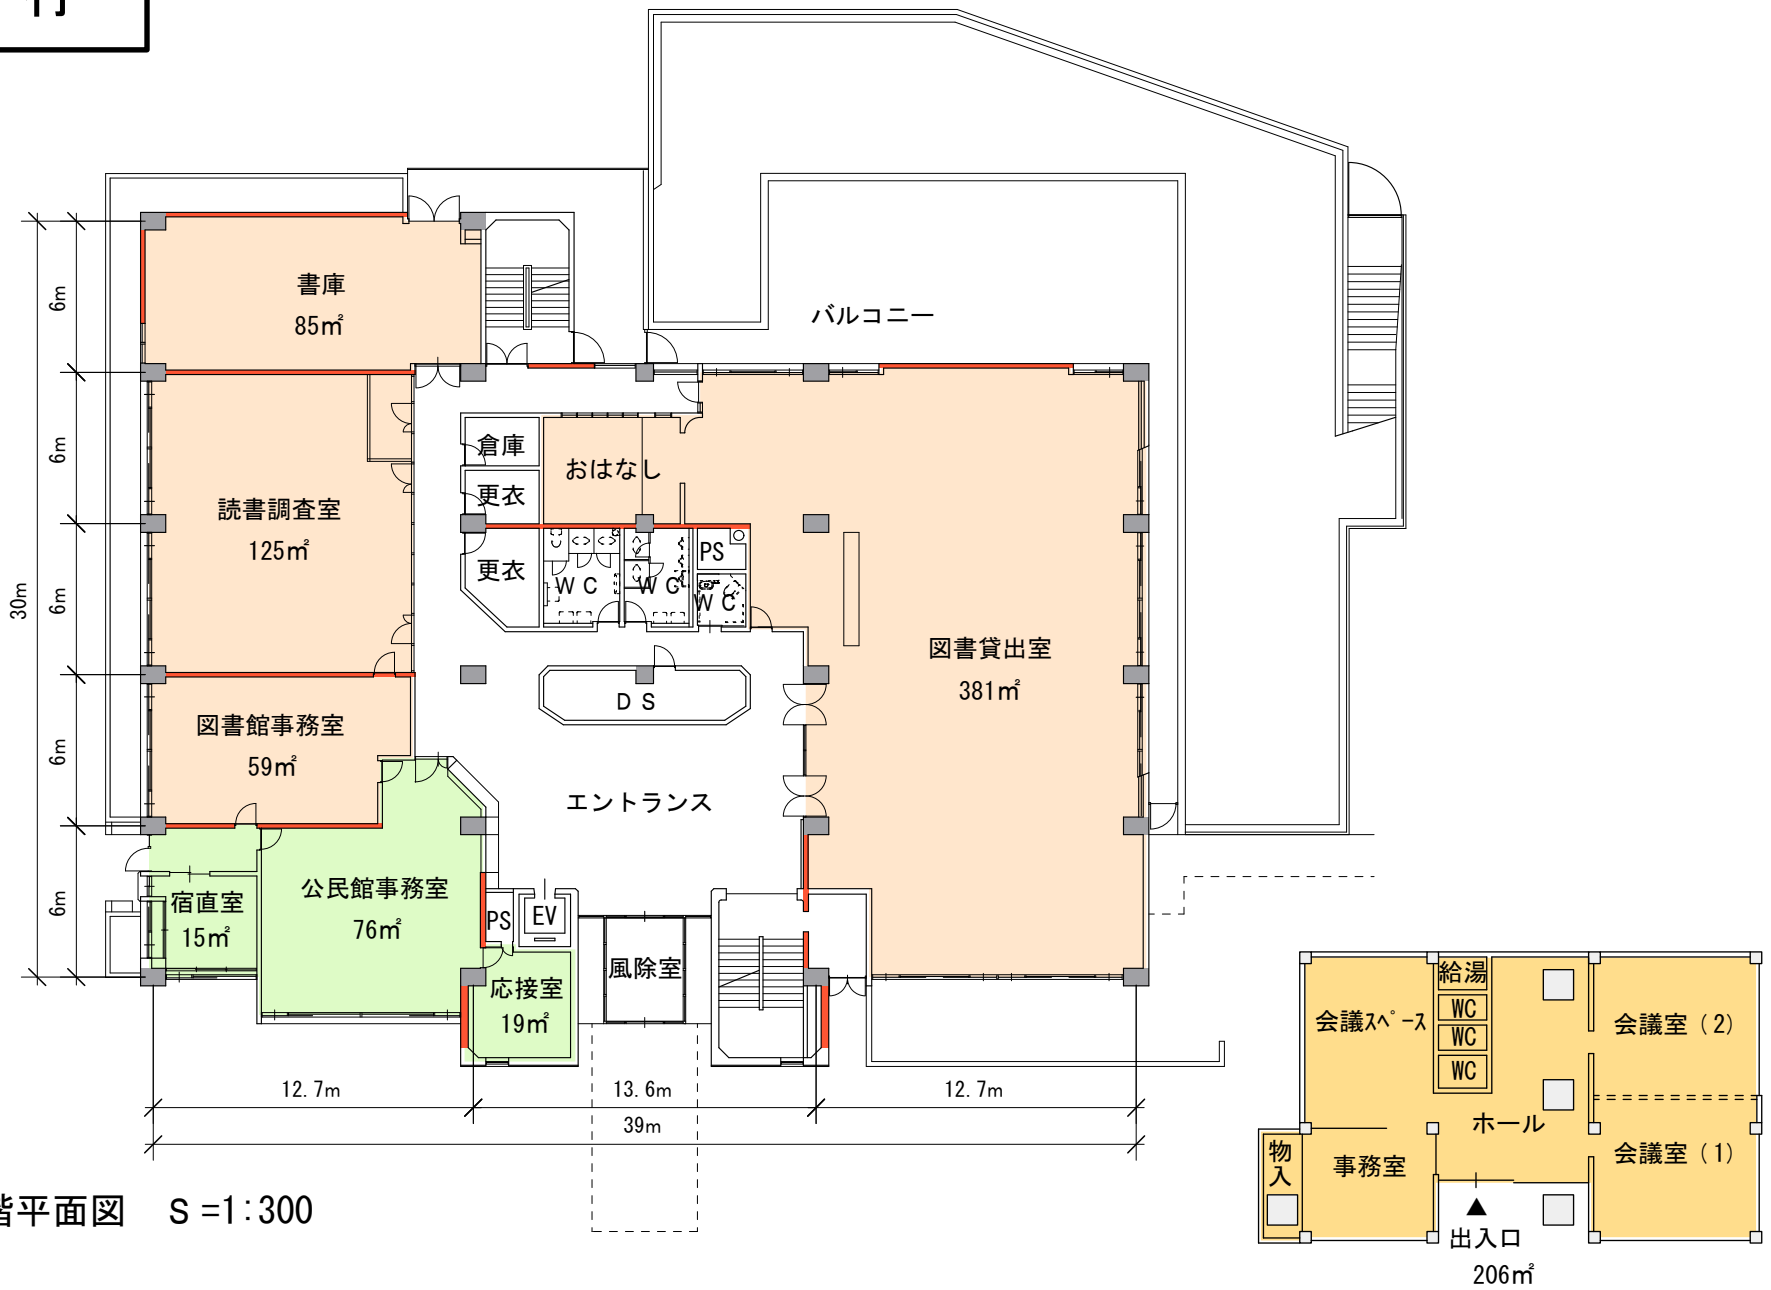 書庫
85㎡
バルコニー
6m
6m
6m
6m
6m
30m
倉庫
おはなし
更衣
読書調査室
125㎡
更衣
WC
WC
PS
WC
図書貸出室
381㎡
DS
図書館事務室
59㎡
エントランス
公民館事務室
76㎡
宿直室
15㎡
PS
EV
風除室
応接室
19㎡
12.7m
13.6m
12.7m
39m
階平面図 S=1:300
給湯
WC
WC
WC
会議スペース
会議室(2)
ホール
会議室(1)
物入
事務室
▲
出入口
206㎡